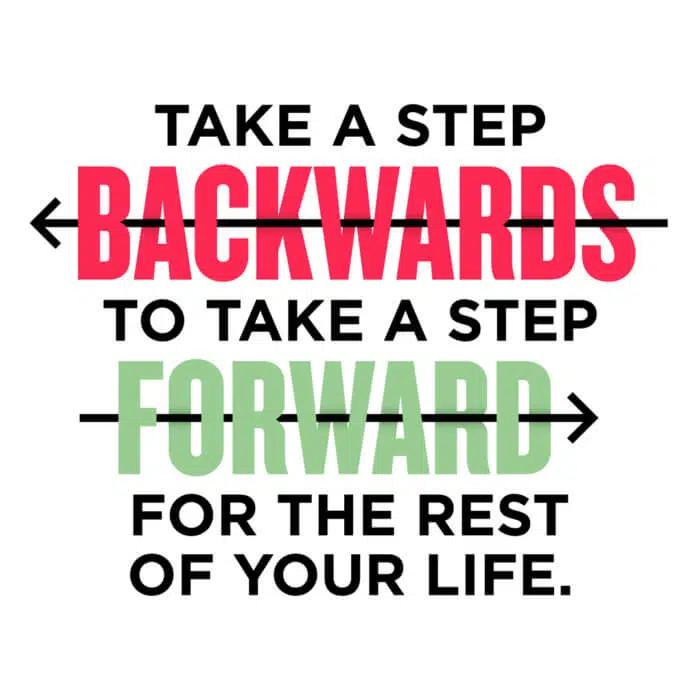 TAKE A STEP
BACKWARDS
TO TAKE A STEP
FORWARD
FOR THE REST
OF YOUR LIFE.